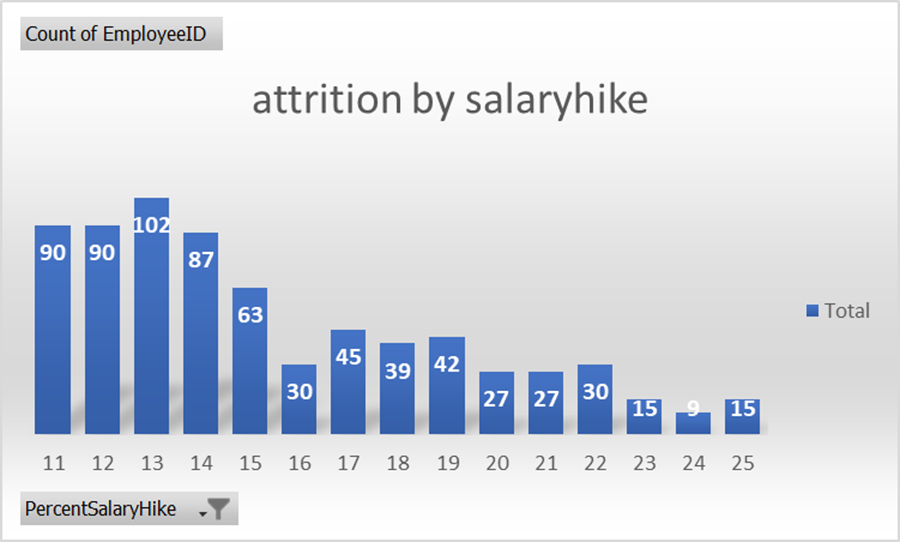 Count of EmployeeID
attrition by salaryhike
90 90 102 87 63 30 45 39 42 27 27 30 15 9 15
Total
11 12 13 14 15 16 17 18 19 20 21 22 23 24 25
PercentSalaryHike